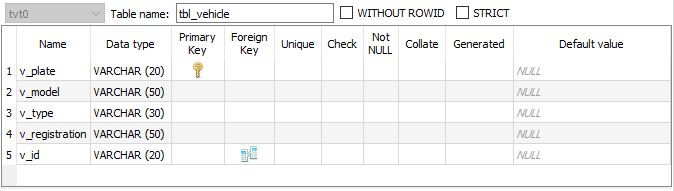 tvt0 Table name: tbl_vehicle WITHOUT ROWID STRICT
Name Data type Primary Key Foreign Key Unique Check Not NULL Collate Generated Default value
1 v_plate VARCHAR (20) NULL
2 v_model VARCHAR (50) NULL
3 v_type VARCHAR (30) NULL
4 v_registration VARCHAR (50) NULL
5 v_id VARCHAR (20) NULL